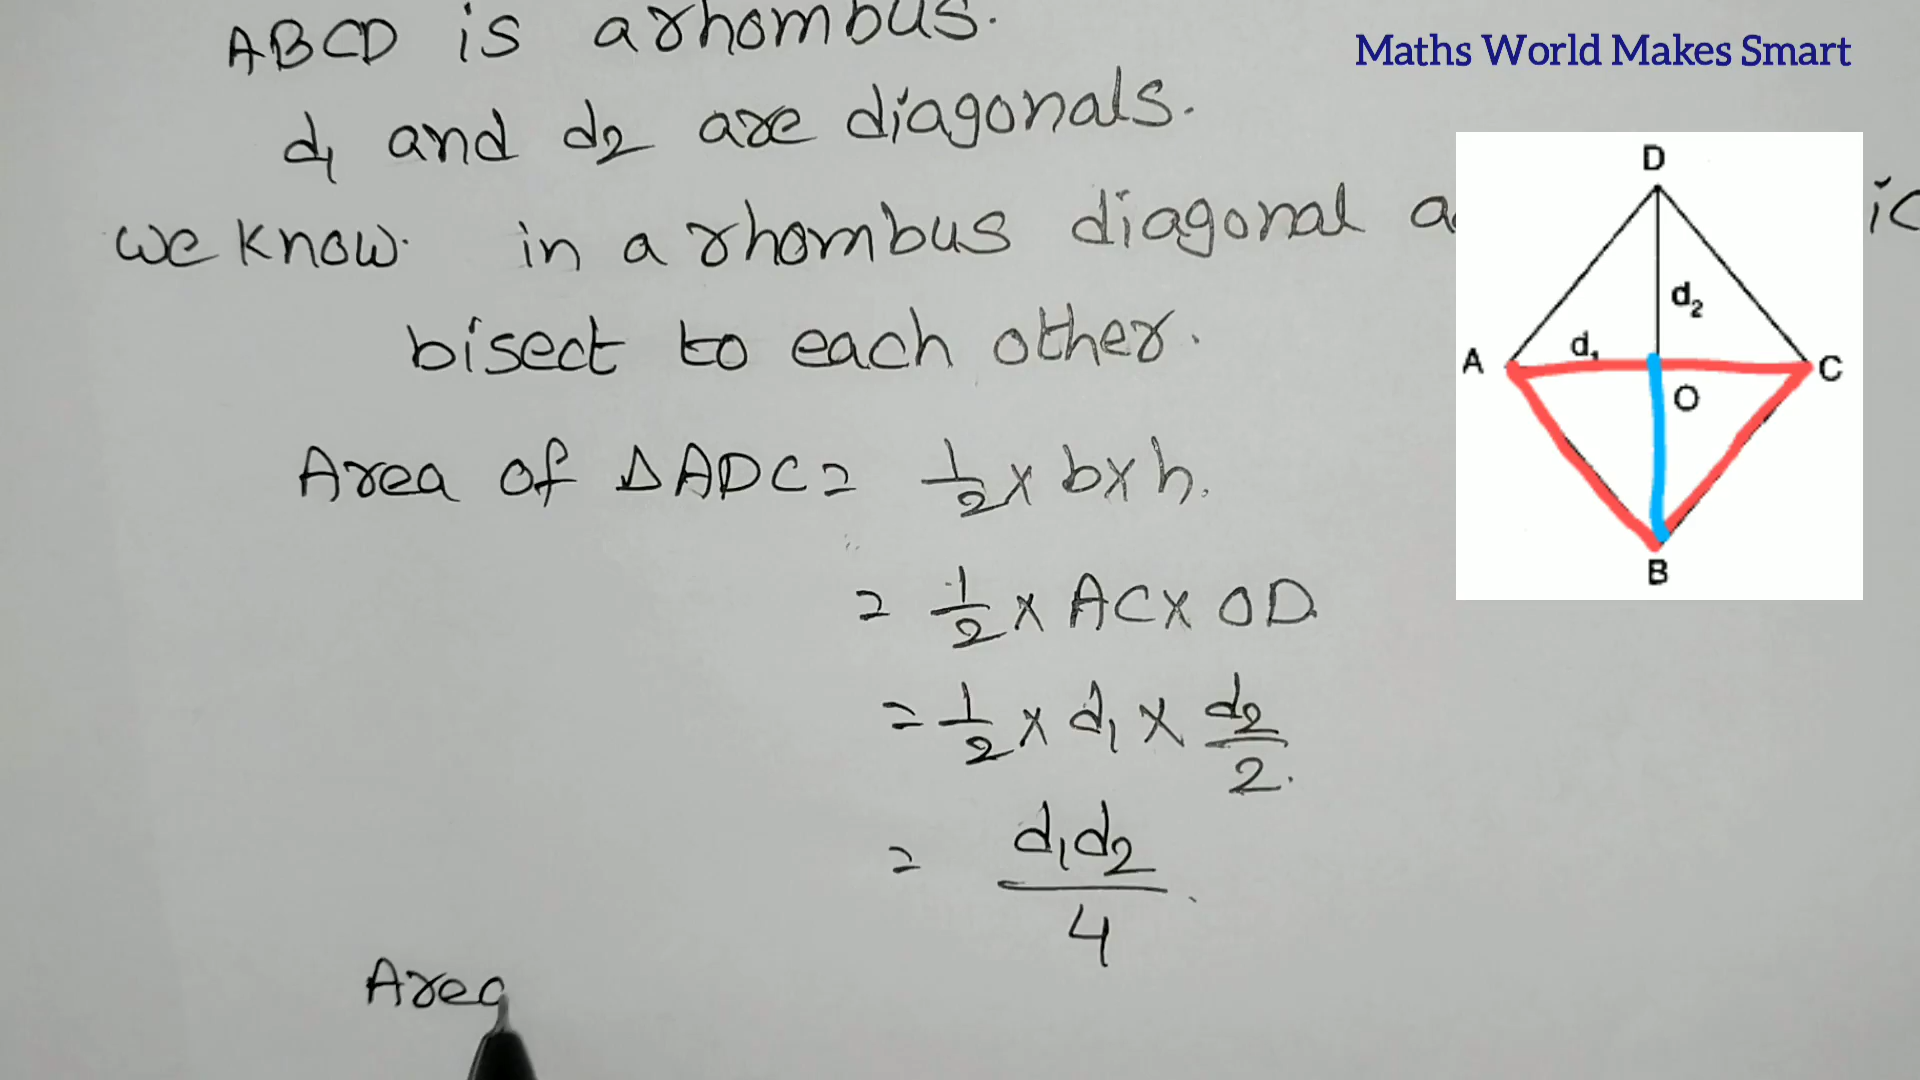 ABCD is a rhombus.
Maths World Makes Smart
d1 and d2 are diagonals.
we know. in a rhombus diagonal
bisect to each other.
D
d2
d1
A
C
O
B
Area of ΔADC = 1/2 × b×h.
= 1/2 × AC × OD
= 1/2 × d1 × d2/2.
= d1d2/4
Area